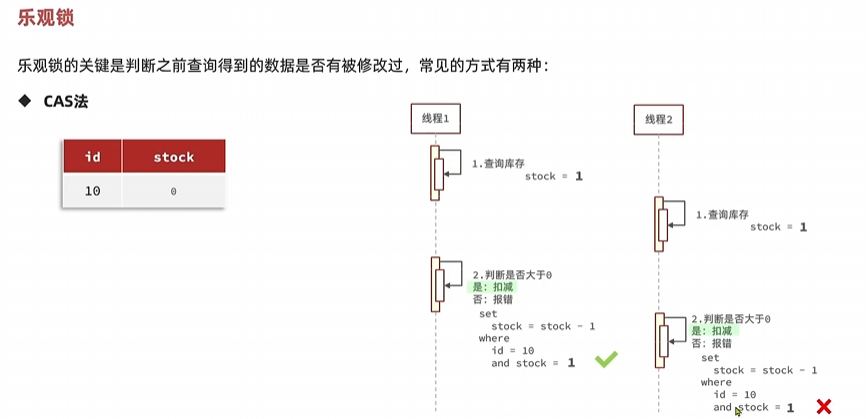 乐观锁
乐观锁的关键是判断之前查询得到的数据是否有被修改过，常见的方式有两种：
◆ CAS法
id stock
10 0
线程1
1.查询库存
stock = 1
2.判断是否大于0
是：扣减
否：报错
set
stock = stock - 1
where
id = 10
and stock = 1
线程2
1.查询库存
stock = 1
2.判断是否大于0
是：扣减
否：报错
set
stock = stock - 1
where
id = 10
and stock = 1